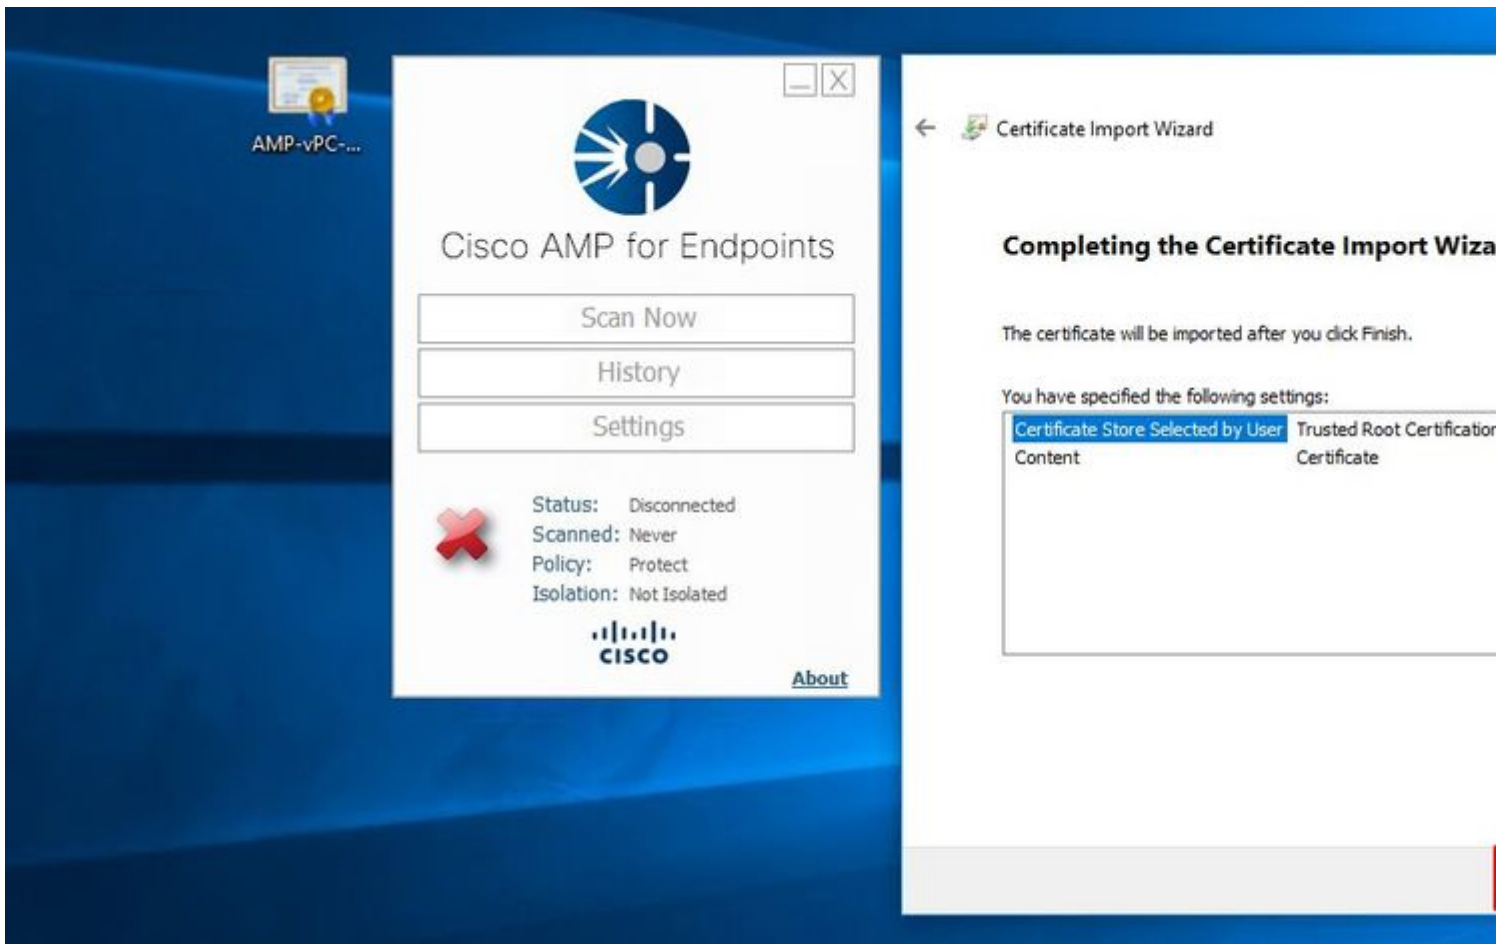 AMP-vPC-...
X
Cisco AMP for Endpoints
Scan Now
History
Settings
Status: Disconnected
Scanned: Never
Policy: Protect
Isolation: Not Isolated
CISCO
About
Certificate Import Wizard
Completing the Certificate Import Wiza
The certificate will be imported after you click Finish.
You have specified the following settings:
Certificate Store Selected by User Trusted Root Certification
Content Certificate